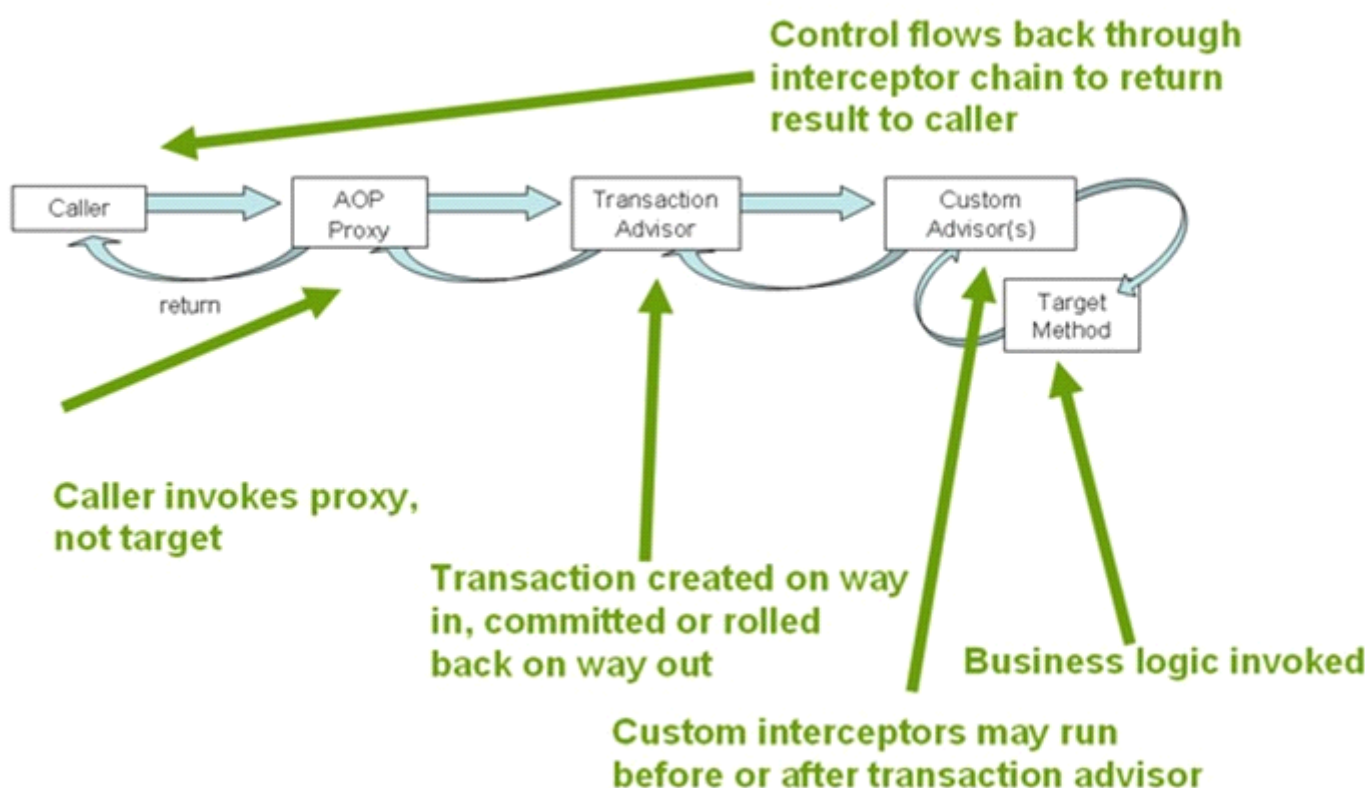 Control flows back through
interceptor chain to return
result to caller
Caller
AOP
Proxy
Transaction
Advisor
Custom
Advisor(s)
return
Target
Method
Caller invokes proxy,
not target
Transaction created on way
in, committed or rolled
back on way out
Business logic invoked
Custom interceptors may run
before or after transaction advisor